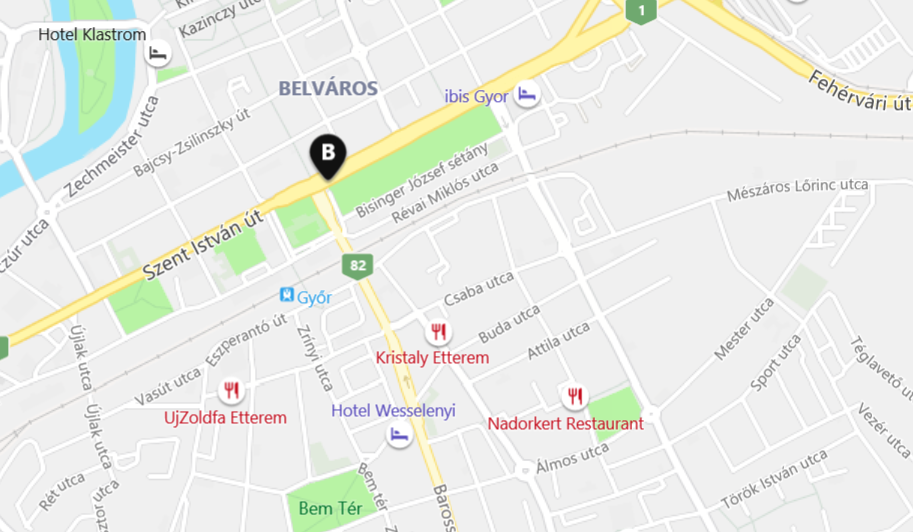 1
Kazinczy utca
Hotel Klastrom
BELVÁROS
ibis Gyor
Fehérvári út
Zechmeister utca
Bajcsy-Zsilinszky út
B
Bisinger József sétány
Révai Miklós utca
Mészáros Lőrinc utca
czúr utca
Szent István út
82
Csaba utca
Győr
Buda utca
Attila utca
Mester utca
Sport utca
Téglavető u
Vezér utca
Újlak utca
Eszperantó út
Zrínyi utca
Kristaly Etterem
Vasút utca
UjZoldfa Etterem
Hotel Wesselenyi
Nadorkert Restaurant
Újlak utca
Álmos utca
Török István utca
Rét utca
utca
Bem tér
Bem Tér
Baross